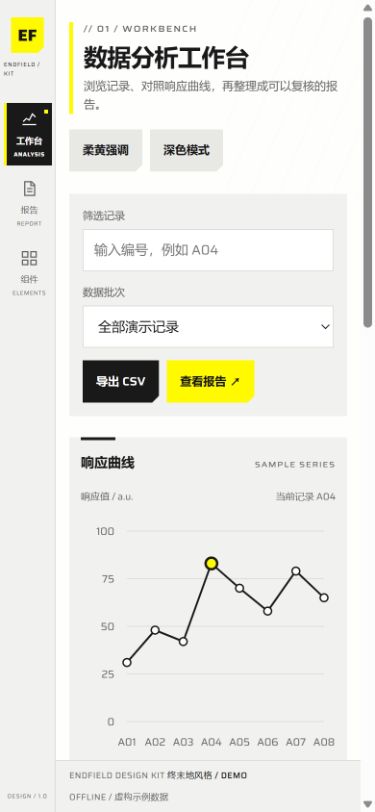 EF
ENDFIELD /
KIT
工作台
ANALYSIS
报告
REPORT
组件
ELEMENTS
DESIGN / 1.0
// 01 / WORKBENCH
数据分析工作台
浏览记录、对照响应曲线，再整理成可以复核的报
告。
柔黄强调
深色模式
筛选记录
输入编号，例如 A04
数据批次
全部演示记录
导出 CSV
查看报告 ↗
响应曲线
SAMPLE SERIES
响应值 / a.u.
当前记录 A04
100
75
50
25
0
A01 A02 A03 A04 A05 A06 A07 A08
ENDFIELD DESIGN KIT 终末地风格 / DEMO
OFFLINE / 虚构示例数据